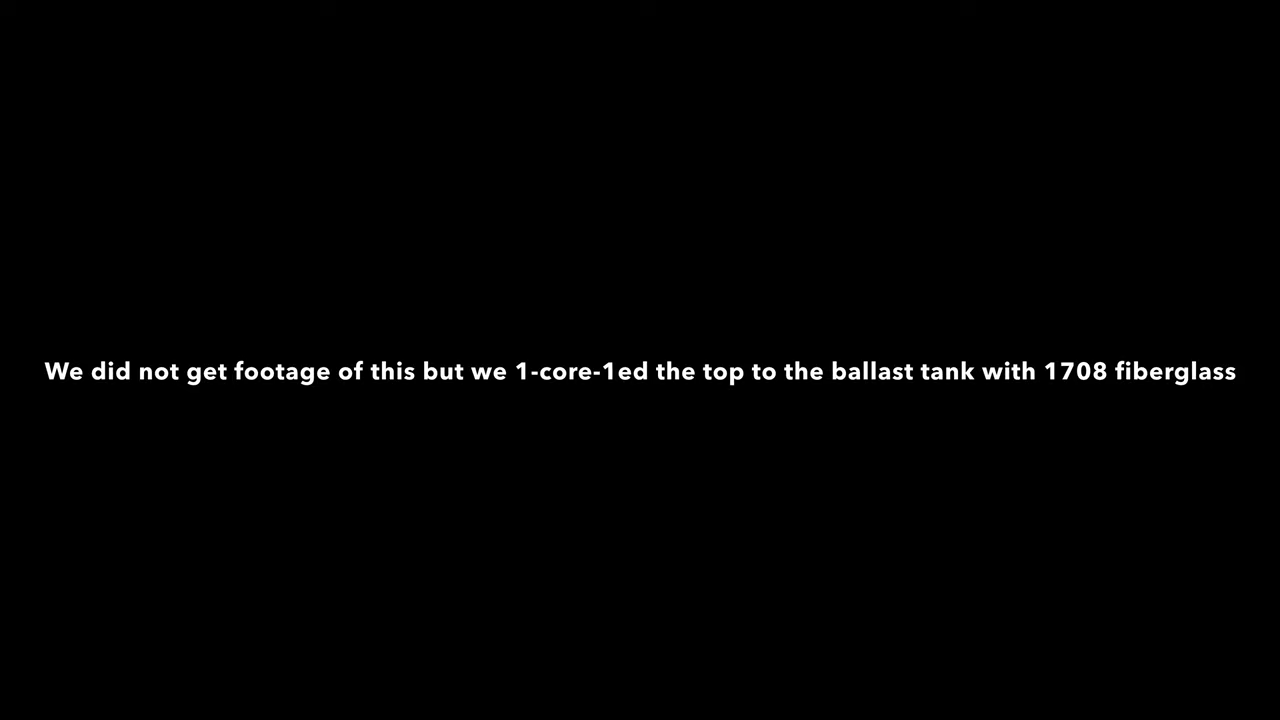 We did not get footage of this but we 1-core-1ed the top to the ballast tank with 1708 fiberglass